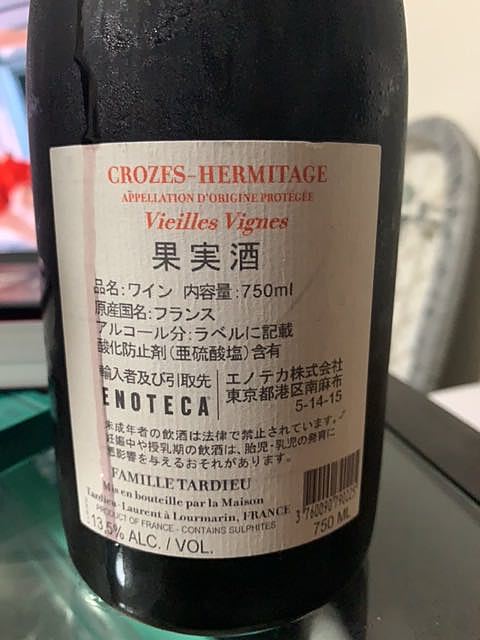 CROZES-HERMITAGE
APPELLATION D'ORIGINE PROTÉGÉE
Vieilles Vignes
果実酒
品名:ワイン 内容量:750ml
原産国名:フランス
アルコール分:ラベルに記載
酸化防止剤(亜硫酸塩)含有
輸入者及び引取先
ENOTECA
エノテカ株式会社
東京都港区南麻布
5-14-15
未成年者の飲酒は法律で禁止されています。
妊娠中や授乳期の飲酒は、胎児・乳児の発育に
悪影響を与えるおそれがあります。
FAMILLE TARDIEU
Mis en bouteille par la Maison
Tardieu-Laurent à Lourmarin, FRANCE
PRODUCT OF FRANCE - CONTAINS SULPHITES
13,5% ALC. / VOL.
750 ML